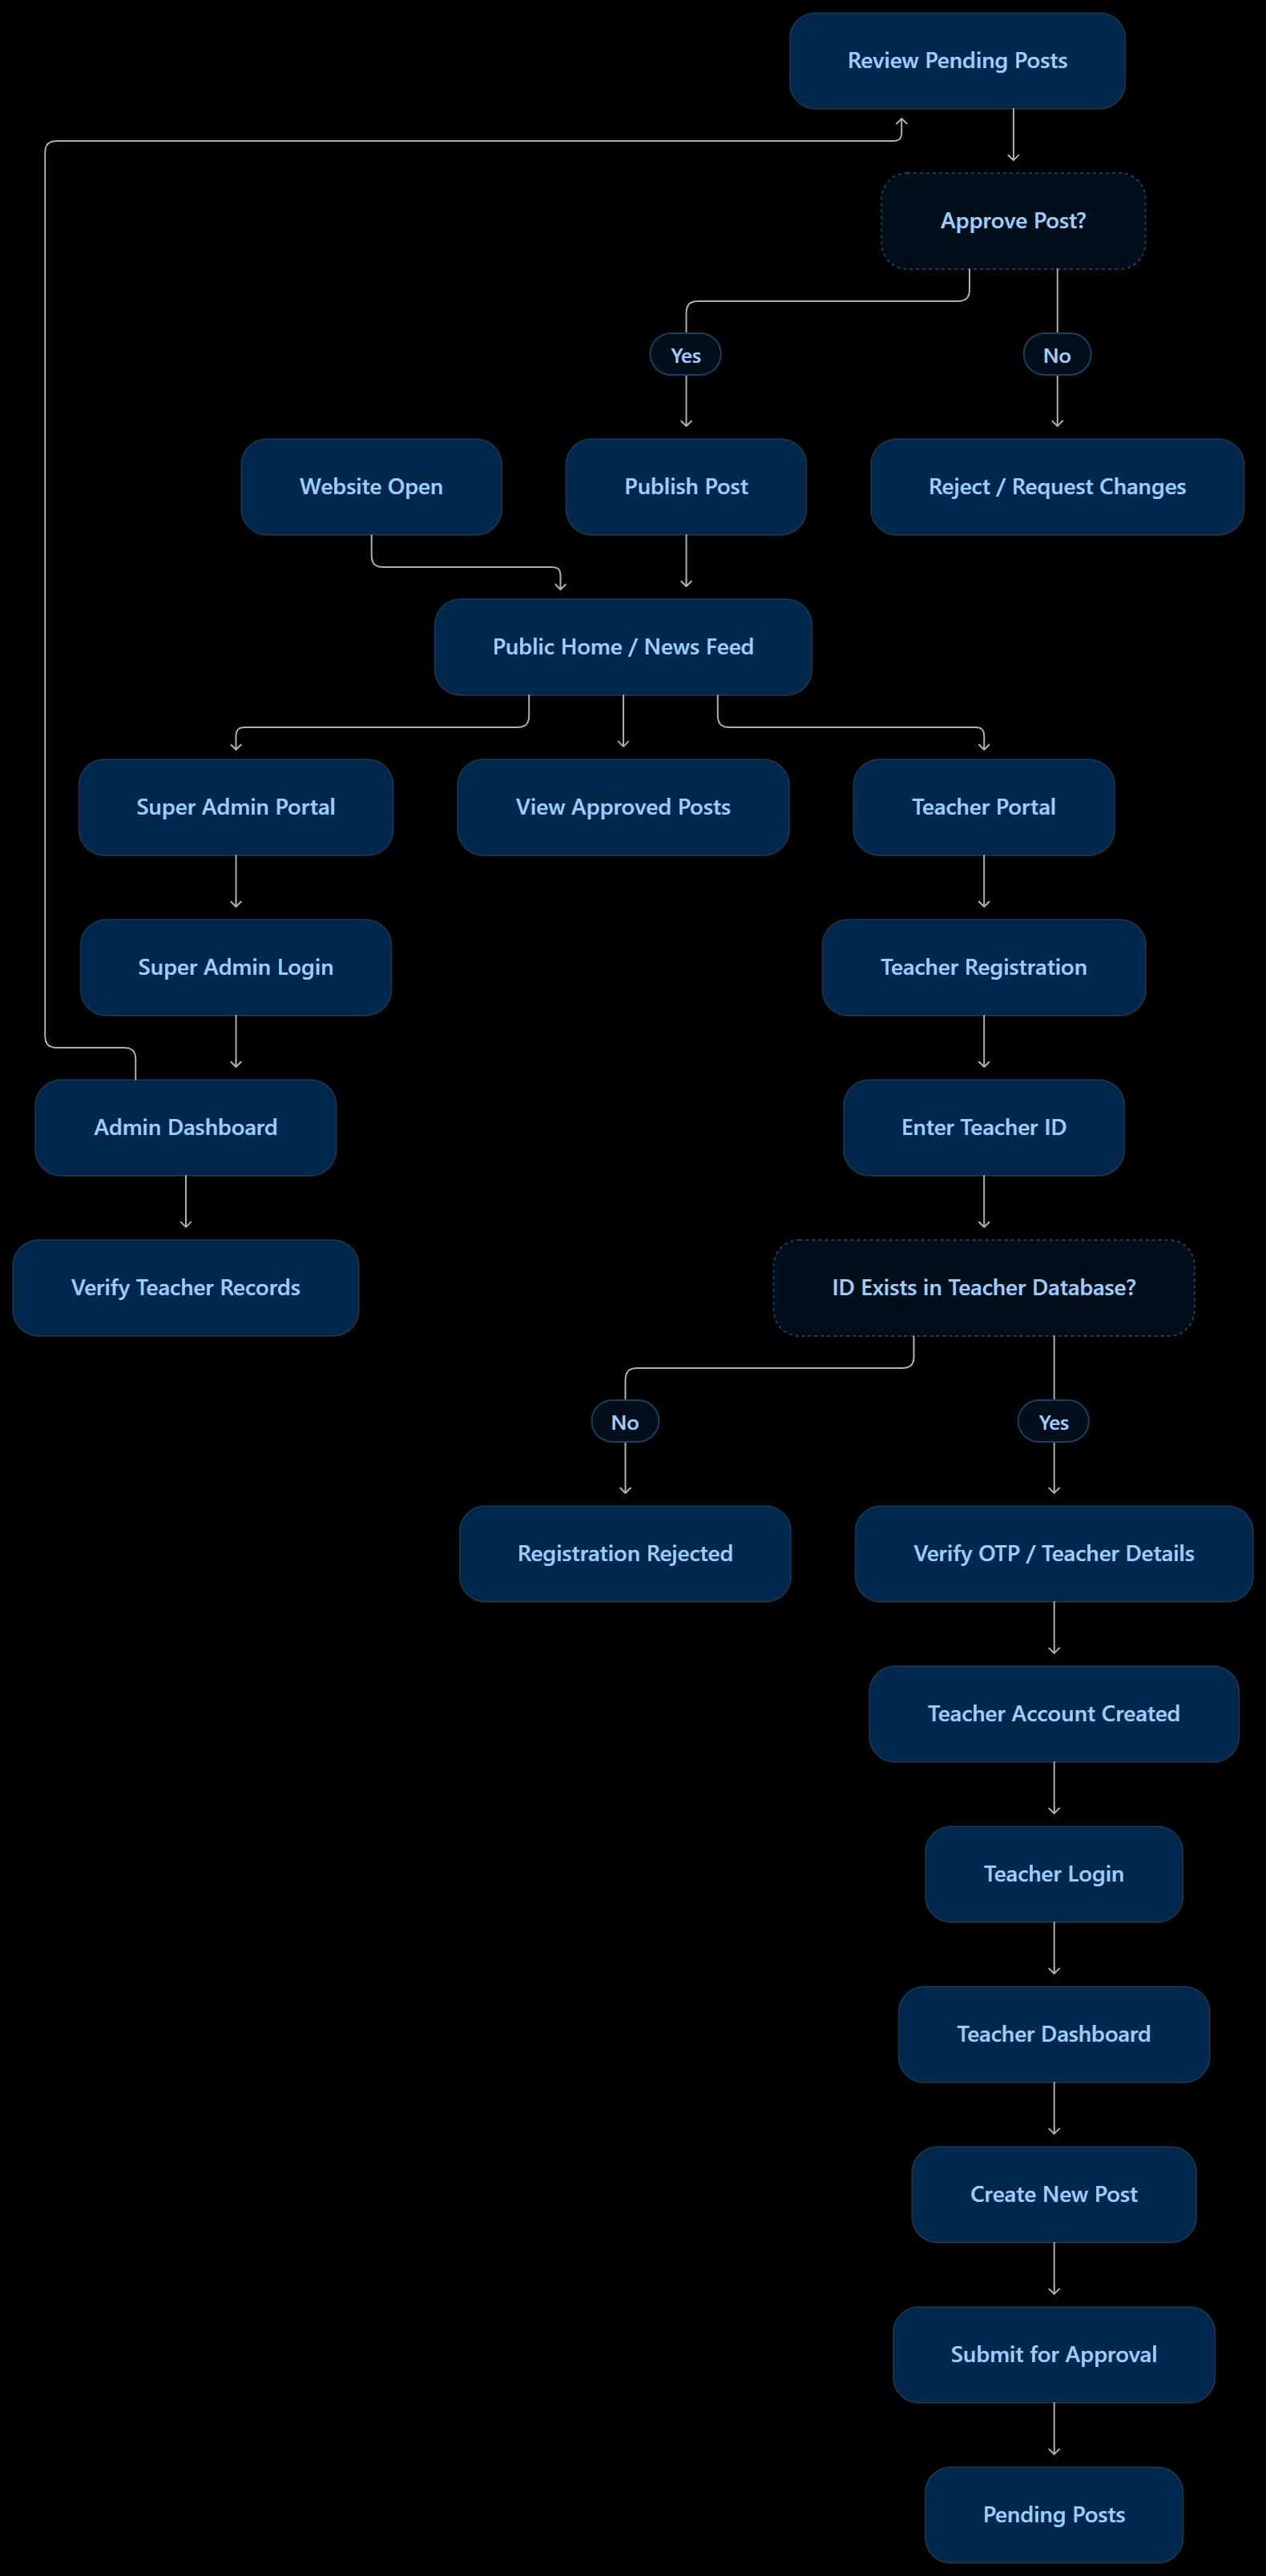 Review Pending Posts
Approve Post?
Yes
No
Website Open
Publish Post
Reject / Request Changes
Public Home / News Feed
Super Admin Portal
View Approved Posts
Teacher Portal
Super Admin Login
Teacher Registration
Admin Dashboard
Enter Teacher ID
Verify Teacher Records
ID Exists in Teacher Database?
No
Yes
Registration Rejected
Verify OTP / Teacher Details
Teacher Account Created
Teacher Login
Teacher Dashboard
Create New Post
Submit for Approval
Pending Posts